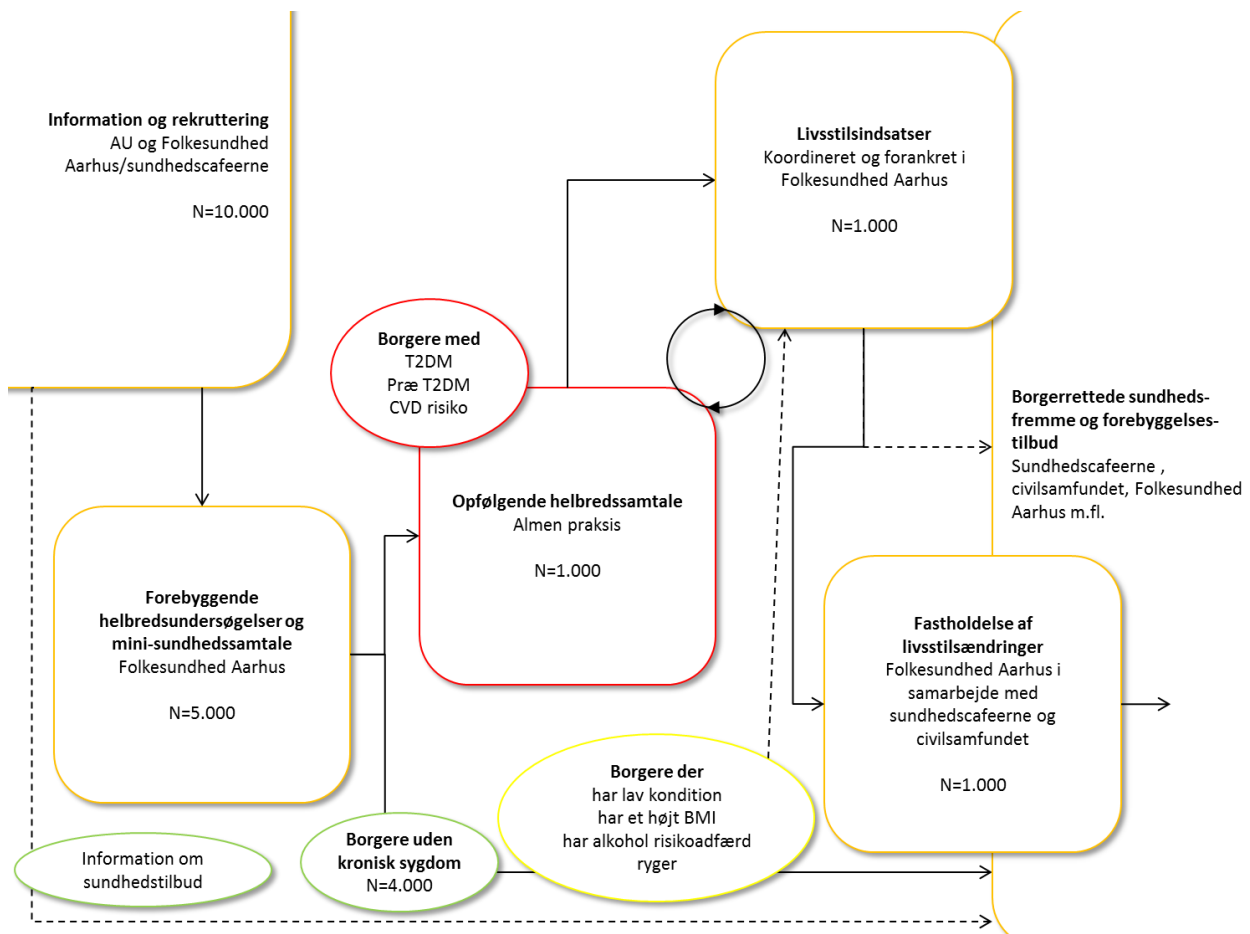 Information og rekruttering
AU og Folkesundhed
Aarhus/sundhedscafeerne
N=10.000
Livsstilsindsatser
Koordineret og forankret i
Folkesundhed Aarhus
N=1.000
Borgere med
T2DM
Præ T2DM
CVD risiko
Borgerrettede sundheds-
fremme og forebyggelses-
tilbud
Sundhedscafeerne ,
civilsamfundet, Folkesundhed
Aarhus m.fl.
Opfølgende helbredssamtale
Almen praksis
N=1.000
Forebyggende
helbredsundersøgelser og
mini-sundhedssamtale
Folkesundhed Aarhus
N=5.000
Fastholdelse af
livsstilsændringer
Folkesundhed Aarhus i
samarbejde med
sundhedscafeerne og
civilsamfundet
N=1.000
Borgere der
har lav kondition
har et højt BMI
har alkohol risikoadfærd
ryger
Borgere uden
kronisk sygdom
N=4.000
Information om
sundhedstilbud